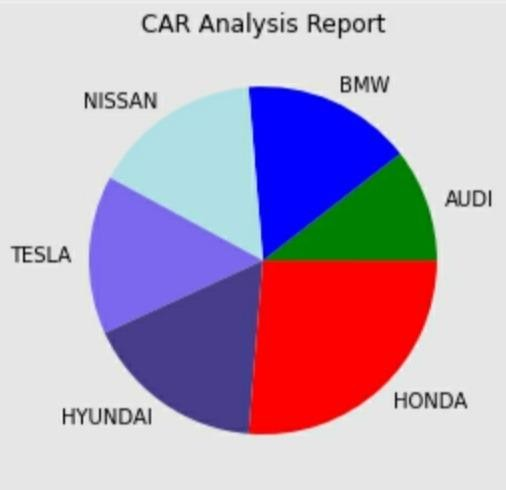 CAR Analysis Report
BMW
NISSAN
AUDI
TESLA
HONDA
HYUNDAI